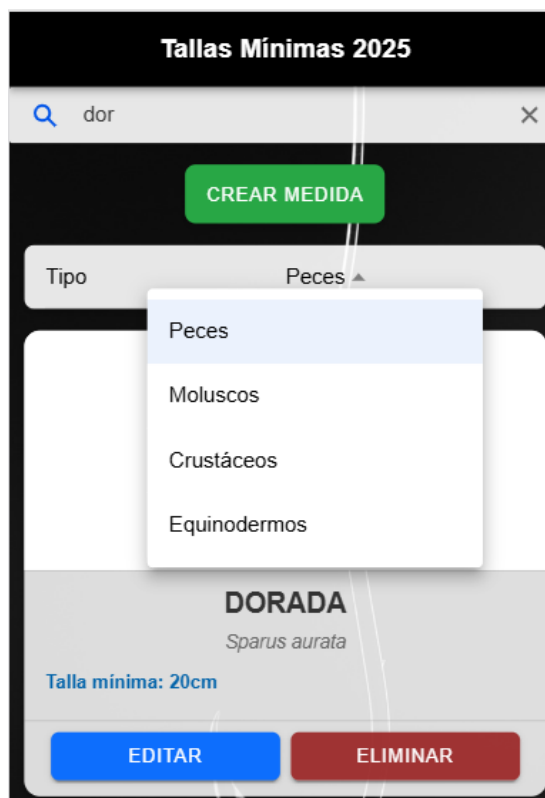 Tallas Mínimas 2025
dor
CREAR MEDIDA
Tipo Peces
Peces
Moluscos
Crustáceos
Equinodermos
DORADA
Sparus aurata
Talla mínima: 20cm
EDITAR ELIMINAR